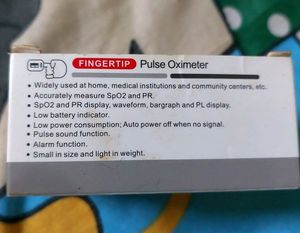 FINGERTIP Pulse Oximeter
• Widely used at home, medical institutions and community centers, etc.
• Accurately measure SpO2 and PR.
• SpO2 and PR display, waveform, bargraph and PL display.
• Low battery indicator.
• Low power consumption; Auto power off when no signal.
• Pulse sound function.
• Alarm function.
• Small in size and light in weight.